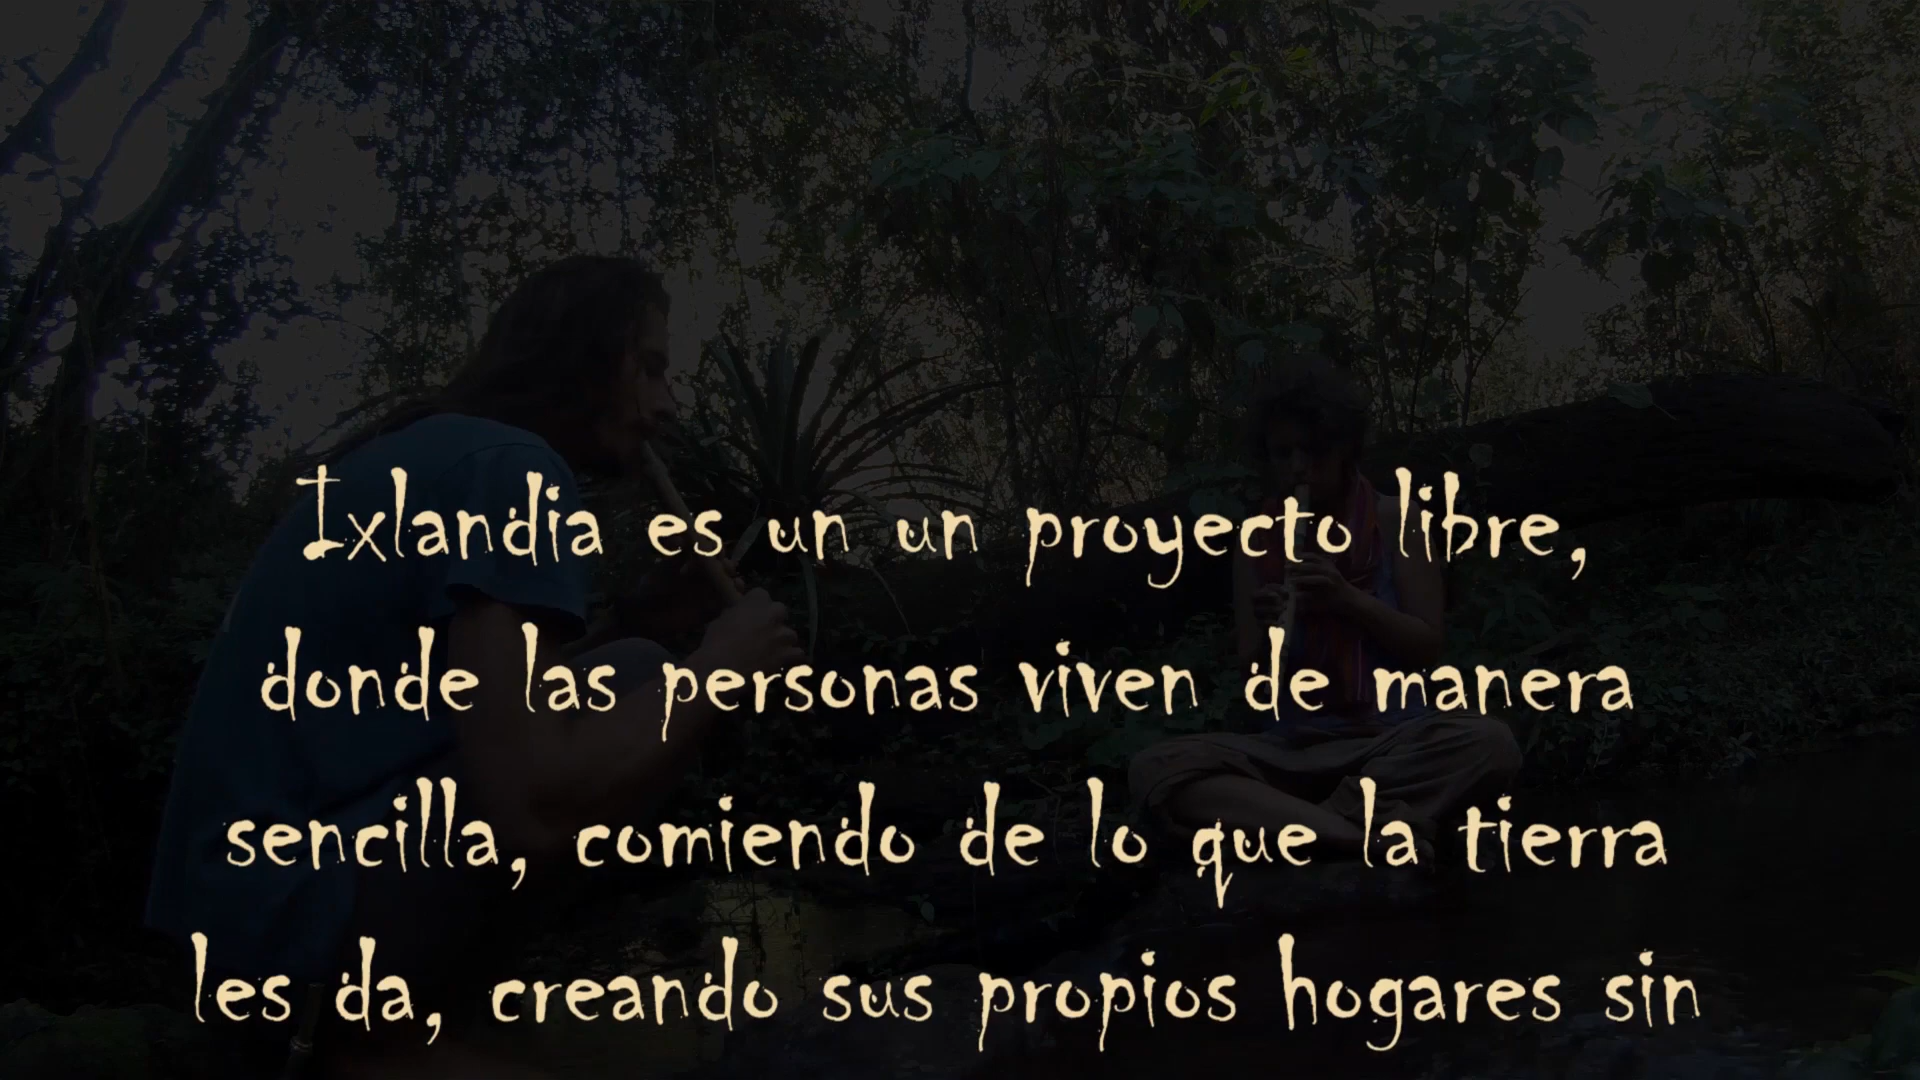 Ixlandia es un un proyecto libre,
donde las personas viven de manera
sencilla, comiendo de lo que la tierra
les da, creando sus propios hogares sin